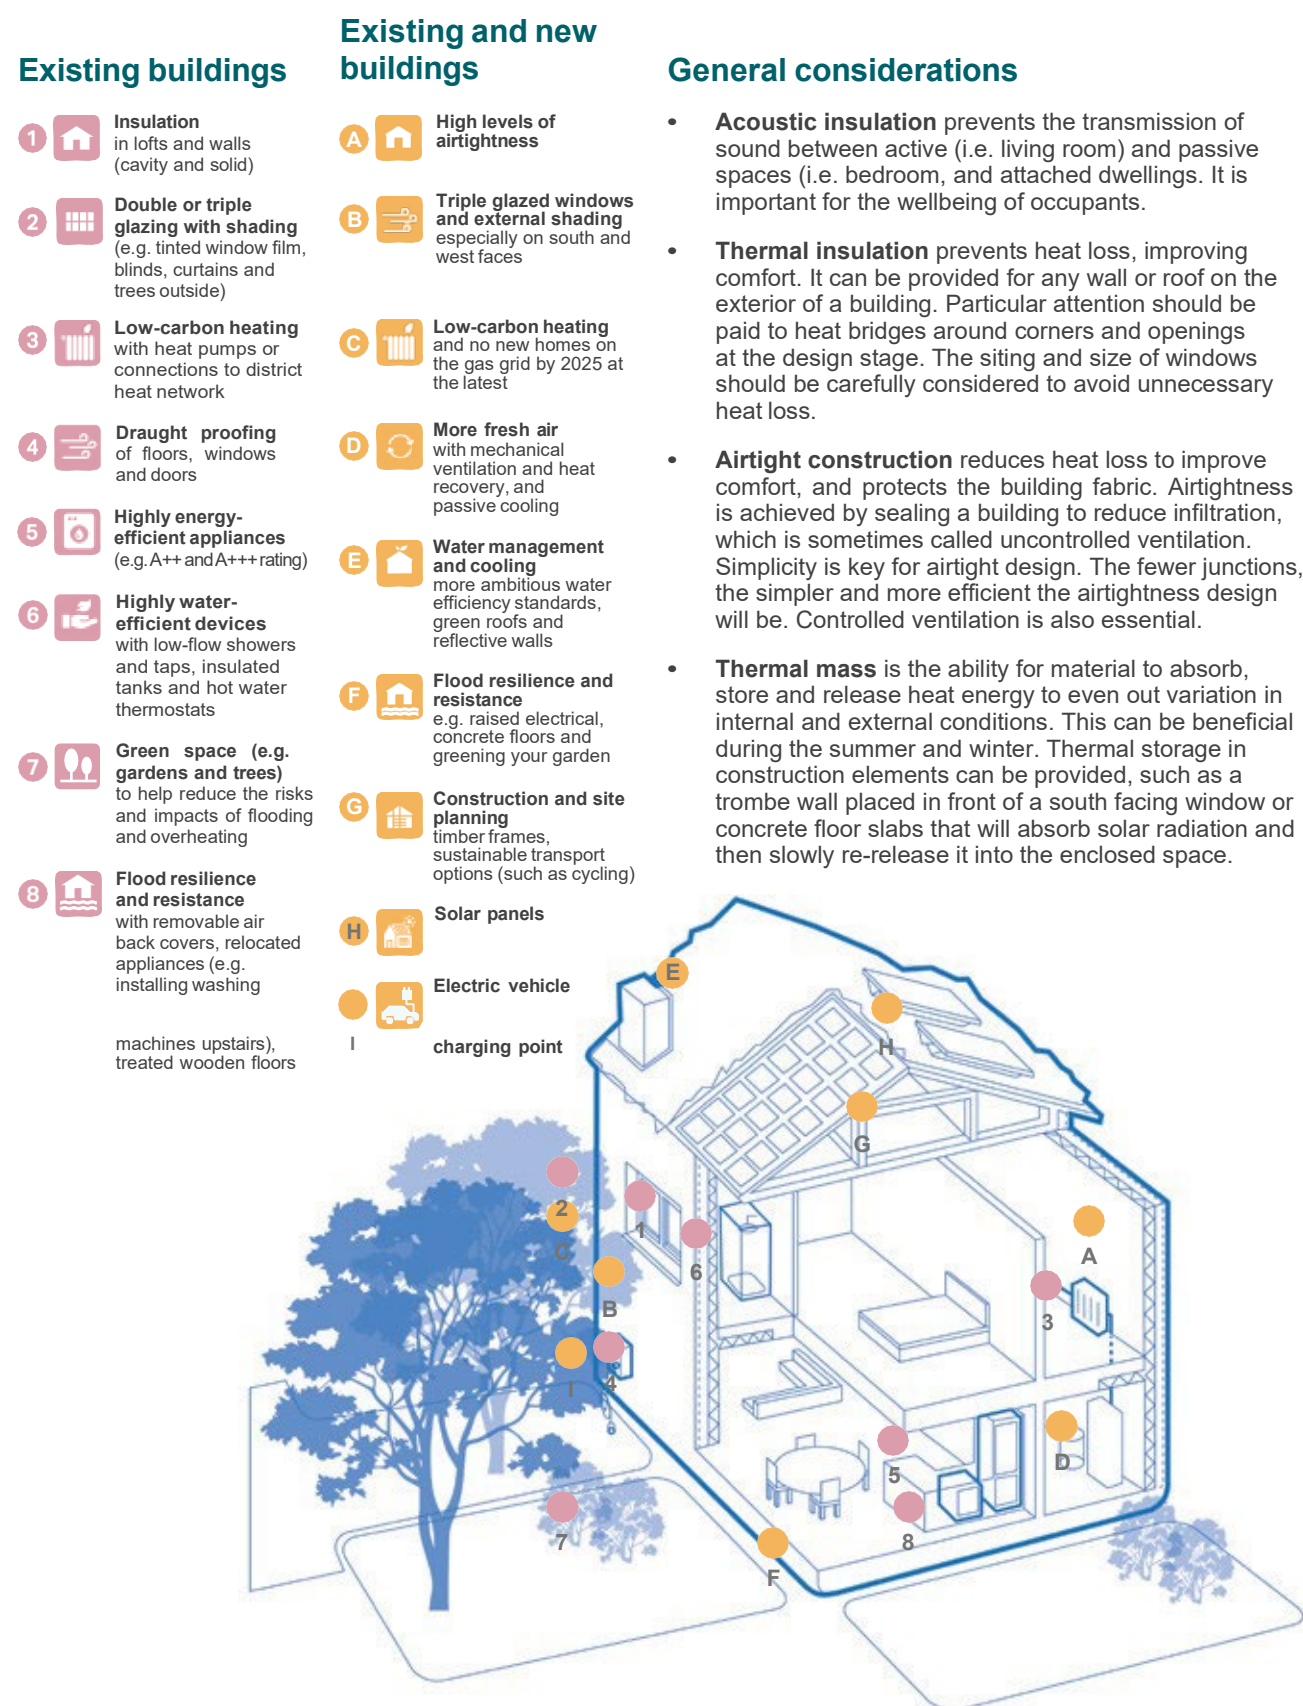 Existing buildings
1
Insulation
in lofts and walls
(cavity and solid)
2
Double or triple
glazing with shading
(e.g. tinted window film,
blinds, curtains and
trees outside)
3
Low-carbon heating
with heat pumps or
connections to district
heat network
4
Draught proofing
of floors, windows
and doors
5
Highly energy-
efficient appliances
(e.g. A++ and A+++ rating)
6
Highly water-
efficient devices
with low-flow showers
and taps, insulated
tanks and hot water
thermostats
7
Green space (e.g.
gardens and trees)
to help reduce the risks
and impacts of flooding
and overheating
8
Flood resilience
and resistance
with removable air
back covers, relocated
appliances (e.g.
installing washing
machines upstairs),
treated wooden floors
Existing and new
buildings
A
High levels of
airtightness
B
Triple glazed windows
and external shading
especially on south and
west faces
C
Low-carbon heating
and no new homes on
the gas grid by 2025 at
the latest
D
More fresh air
with mechanical
ventilation and heat
recovery, and
passive cooling
E
Water management
and cooling
more ambitious water
efficiency standards,
green roofs and
reflective walls
F
Flood resilience and
resistance
e.g. raised electrical,
concrete floors and
greening your garden
G
Construction and site
planning
timber frames,
sustainable transport
options (such as cycling)
H
Solar panels
I
Electric vehicle
charging point
General considerations
• Acoustic insulation prevents the transmission of
sound between active (i.e. living room) and passive
spaces (i.e. bedroom, and attached dwellings. It is
important for the wellbeing of occupants.
• Thermal insulation prevents heat loss, improving
comfort. It can be provided for any wall or roof on the
exterior of a building. Particular attention should be
paid to heat bridges around corners and openings
at the design stage. The siting and size of windows
should be carefully considered to avoid unnecessary
heat loss.
• Airtight construction reduces heat loss to improve
comfort, and protects the building fabric. Airtightness
is achieved by sealing a building to reduce infiltration,
which is sometimes called uncontrolled ventilation.
Simplicity is key for airtight design. The fewer junctions,
the simpler and more efficient the airtightness design
will be. Controlled ventilation is also essential.
• Thermal mass is the ability for material to absorb,
store and release heat energy to even out variation in
internal and external conditions. This can be beneficial
during the summer and winter. Thermal storage in
construction elements can be provided, such as a
trombe wall placed in front of a south facing window or
concrete floor slabs that will absorb solar radiation and
then slowly re-release it into the enclosed space.
E
H
G
2
1
C
6
A
B
3
I
4
5
D
7
8
F